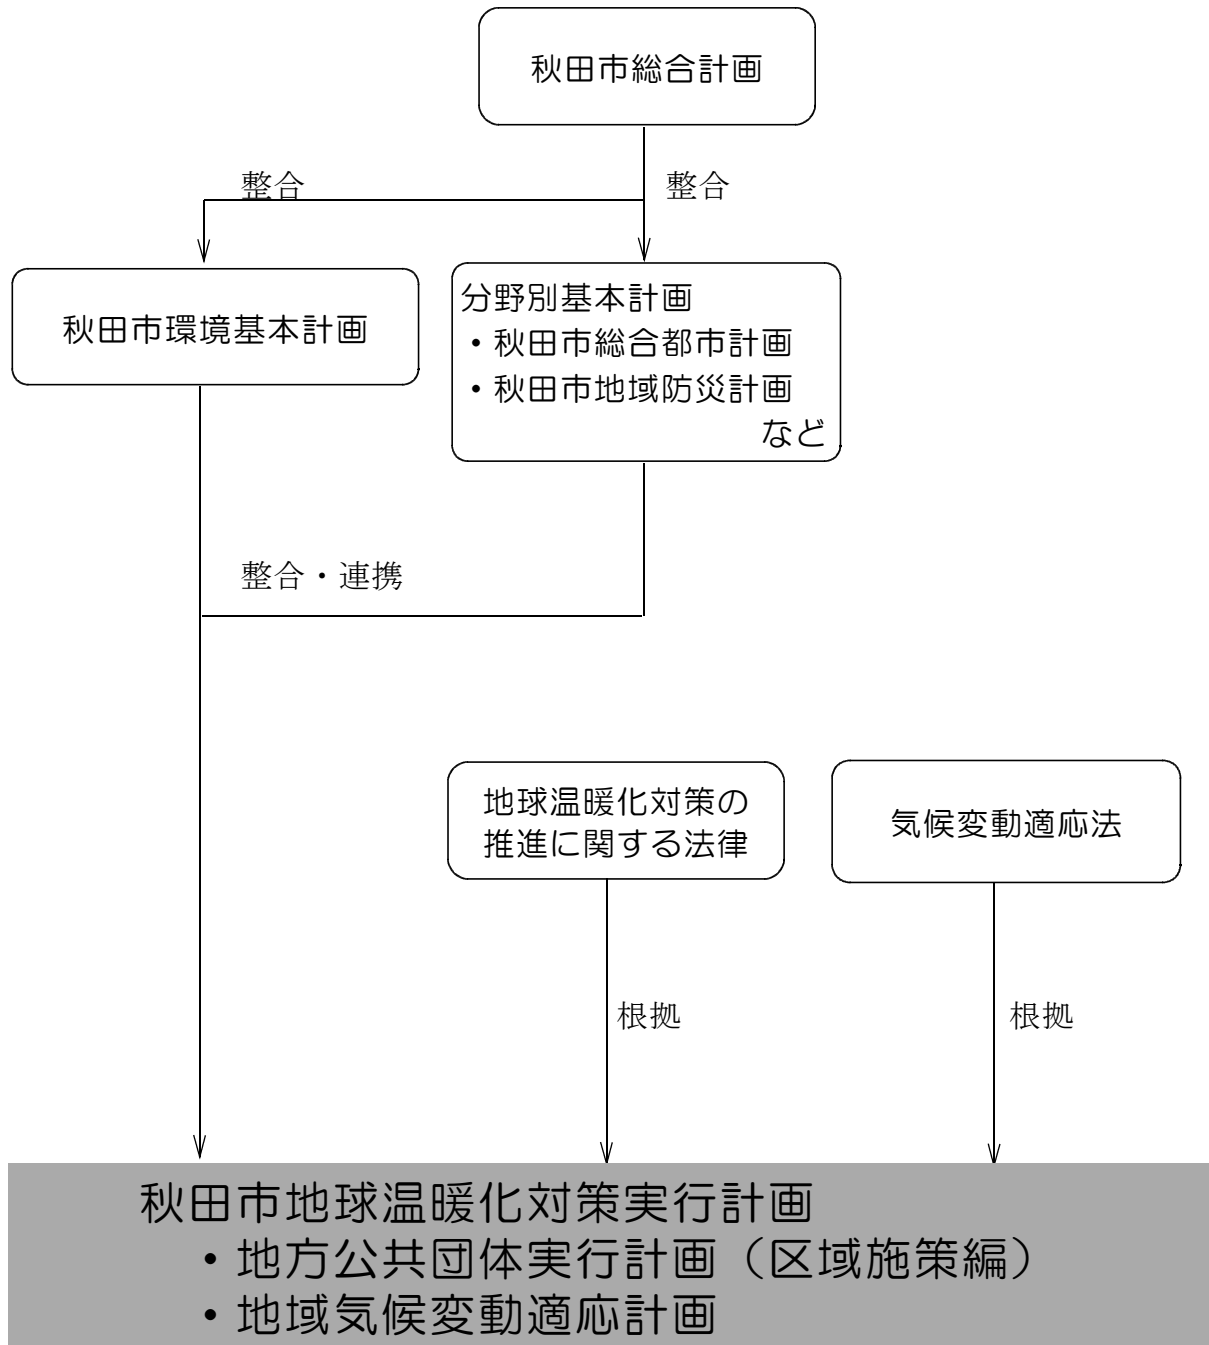 秋田市総合計画
整合
整合
秋田市環境基本計画
分野別基本計画
・秋田市総合都市計画
・秋田市地域防災計画
など
整合・連携
地球温暖化対策の
推進に関する法律
気候変動適応法
根拠
根拠
秋田市地球温暖化対策実行計画
・地方公共団体実行計画（区域施策編）
・地域気候変動適応計画